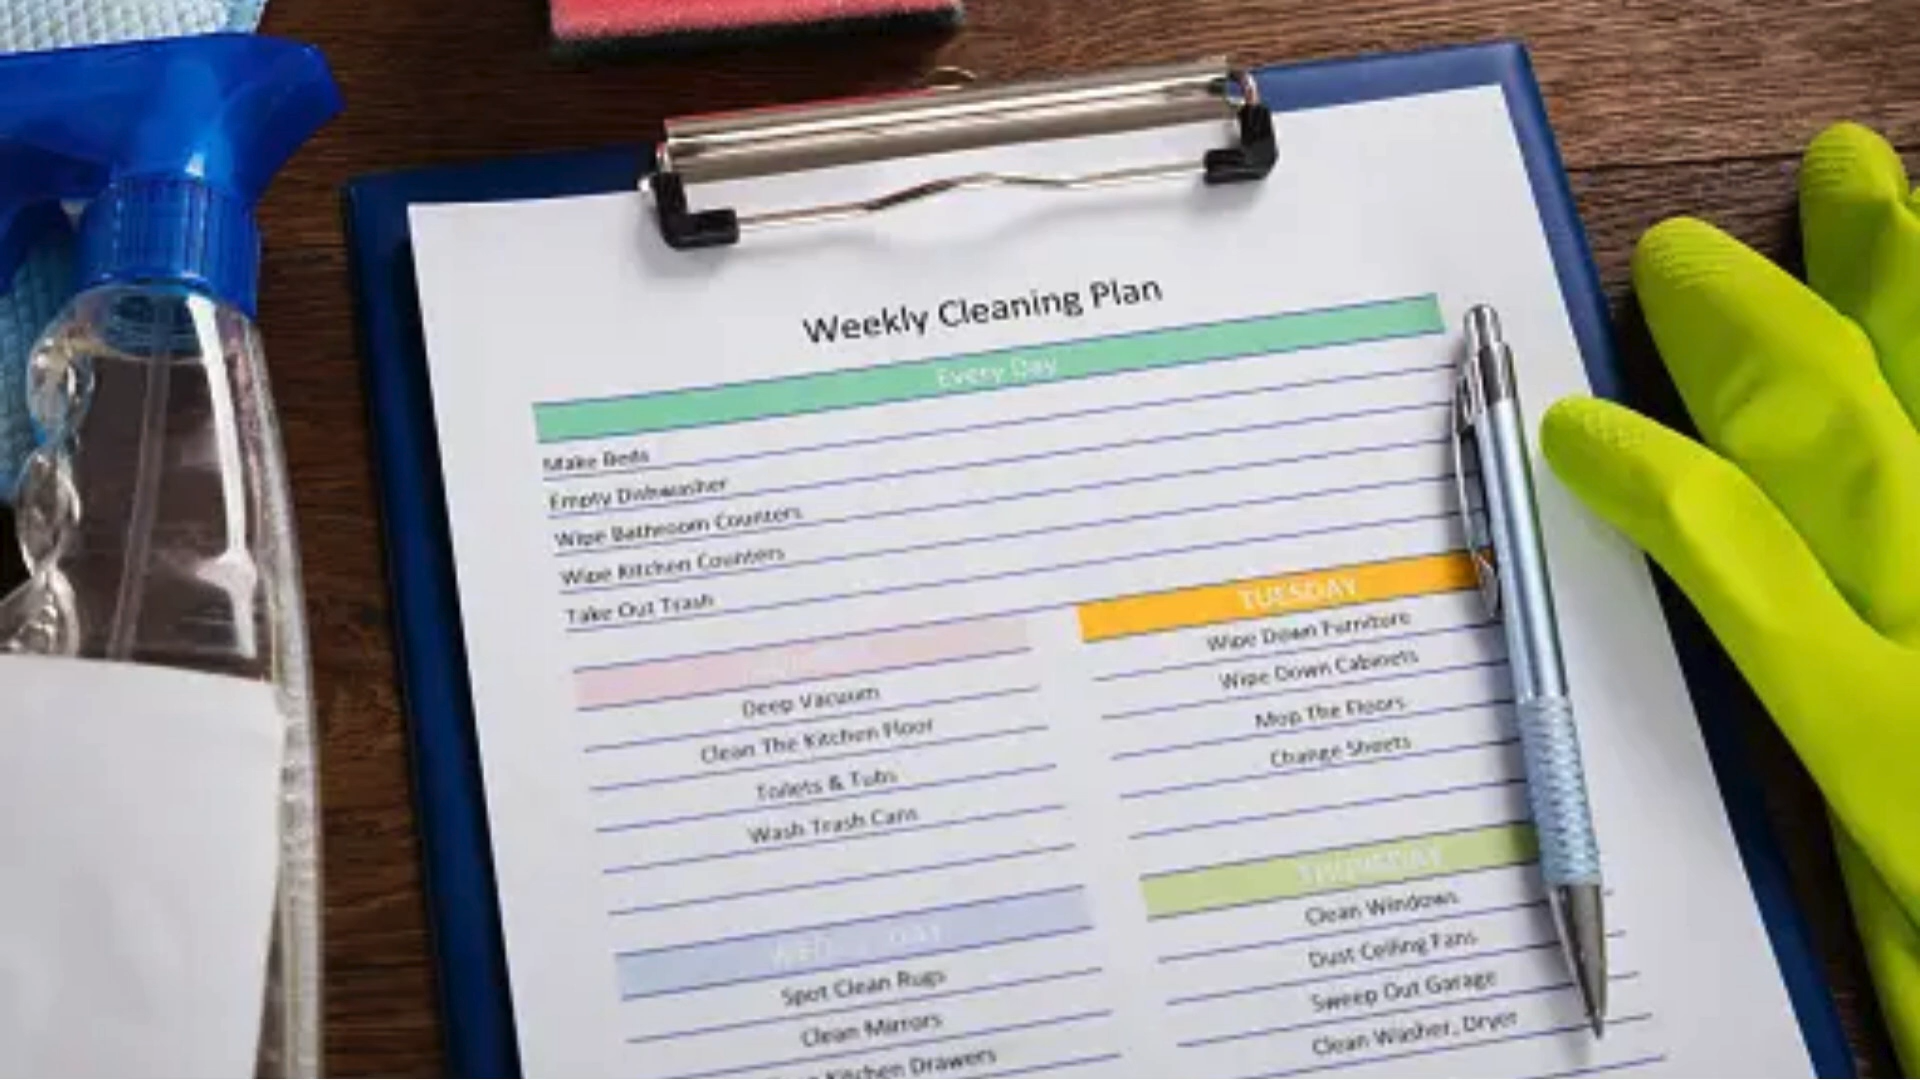 Weekly Cleaning Plan
Every Day
Make Beds
Empty Dishwasher
Wipe Bathroom Counters
Wipe Kitchen Counters
Take Out Trash
Deep Vacuum
Clean The Kitchen Floor
Toilets & Tubs
Wash Trash Cans
TUESDAY
Wipe Down Furniture
Wipe Down Cabinets
Mop The Floors
Change Sheets
WEDNESDAY
Spot Clean Rugs
Clean Mirrors
Kitchen Drawers
THURSDAY
Clean Windows
Dust Ceiling Fans
Sweep Out Garage
Clean Washer, Dryer